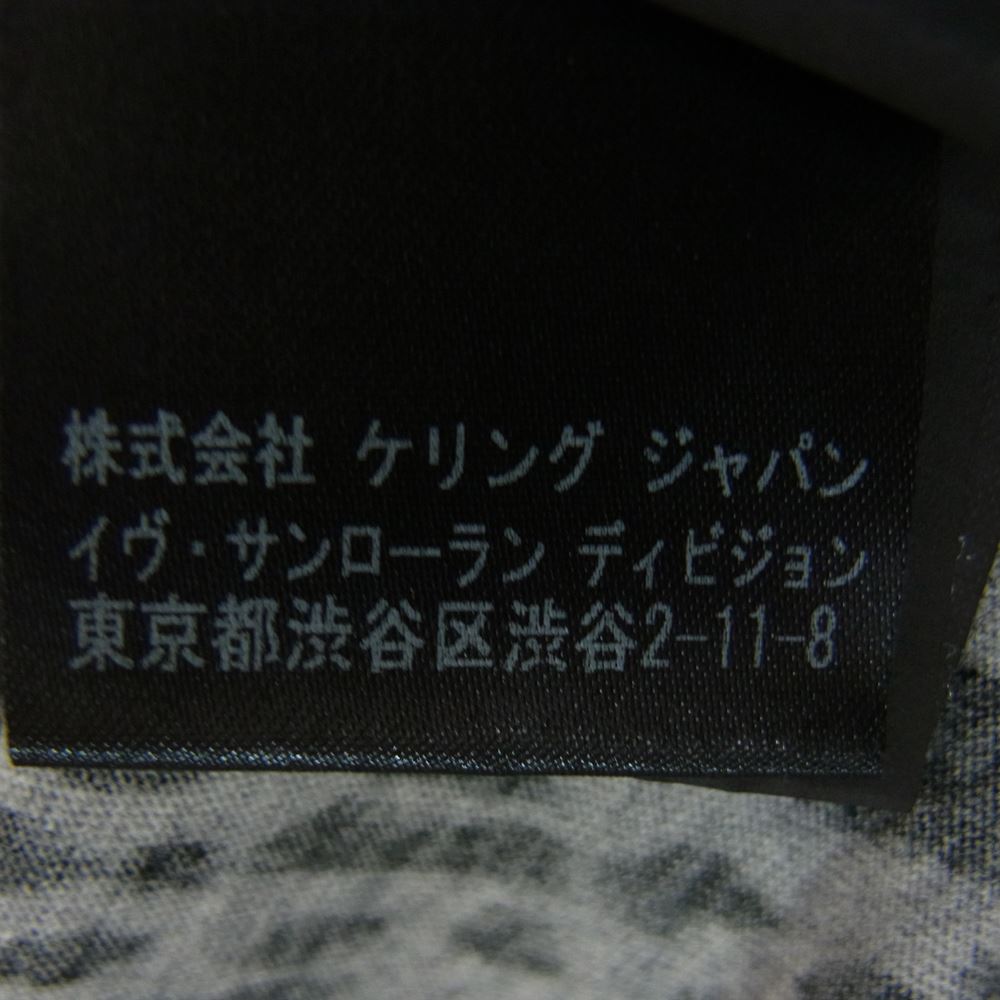 株式会社 ケリング ジャパン
イヴ・サンローラン ディビジョン
東京都渋谷区渋谷2-11-8